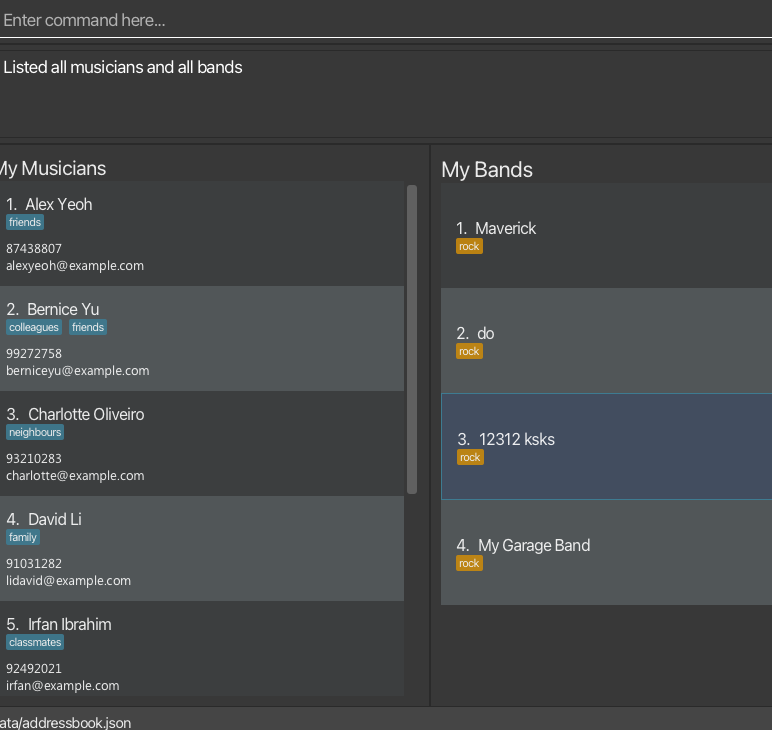 Enter command here...
Listed all musicians and all bands
My Musicians
1. Alex Yeoh
friends
87438807
alexyeoh@example.com
2. Bernice Yu
colleagues friends
99272758
berniceyu@example.com
3. Charlotte Oliveiro
neighbours
93210283
charlotte@example.com
4. David Li
family
91031282
lidavid@example.com
5. Irfan Ibrahim
classmates
92492021
irfan@example.com
My Bands
1. Maverick
rock
2. do
rock
3. 12312 ksks
rock
4. My Garage Band
rock
ata/addressbook.json